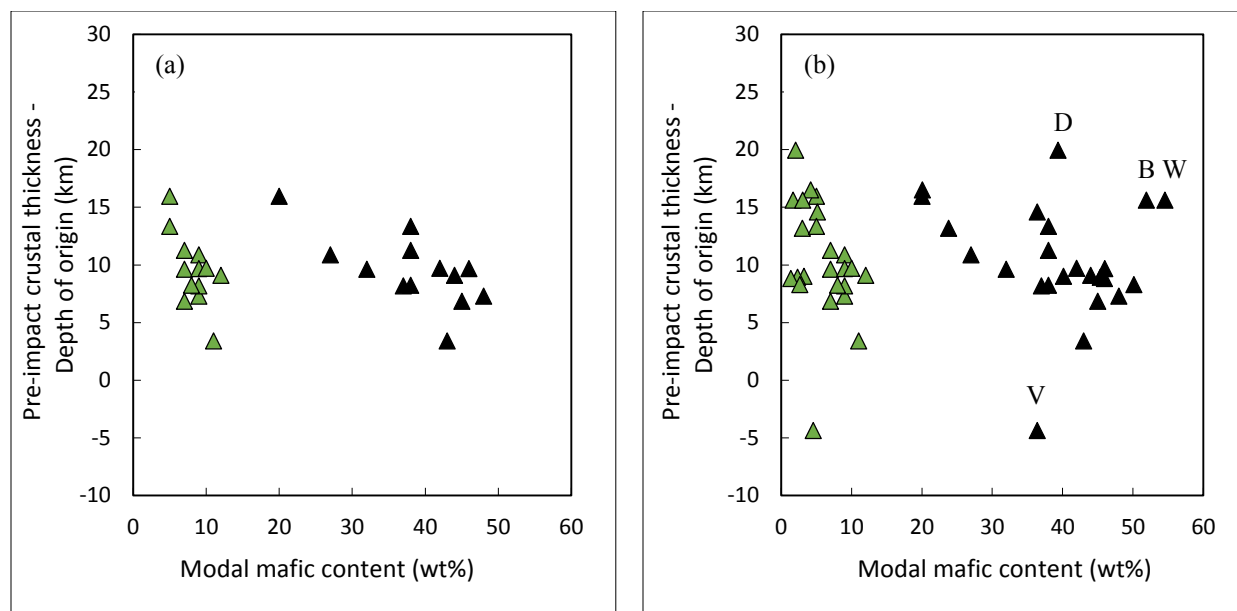 30
25
20
15
10
5
0
-5
-10
0 10 20 30 40 50 60
Pre-impact crustal thickness -
Depth of origin (km)
Modal mafic content (wt%)
(a)
30
25
20
15
10
5
0
-5
-10
0 10 20 30 40 50 60
Pre-impact crustal thickness -
Depth of origin (km)
Modal mafic content (wt%)
(b)
D
B W
V